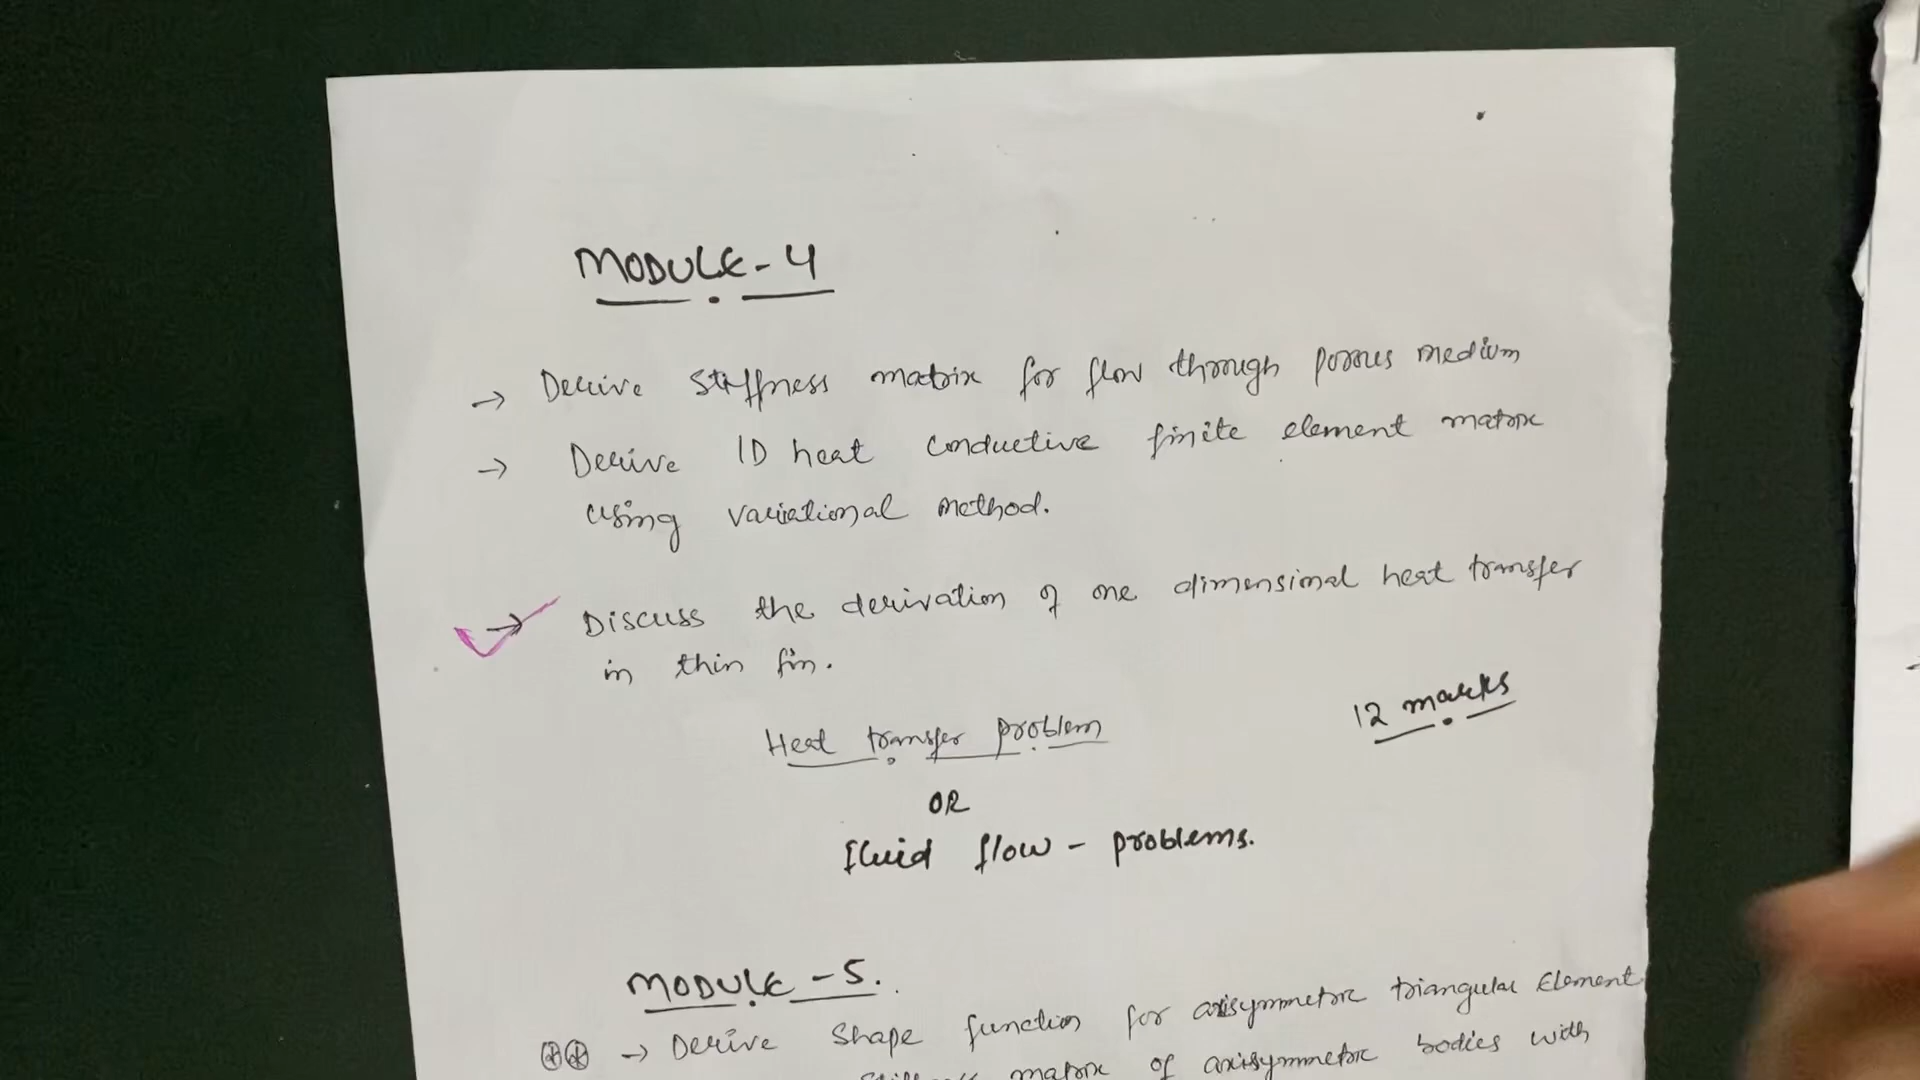 MODULE-4
→ Derive stiffness matrix for flow through porous medium
→ Derive 1D heat conductive finite element matrix
using variational method.
→ Discuss the derivation of one dimensional heat transfer
in thin fin.
12 marks
Heat transfer problem
OR
fluid flow - problems.
MODULE - 5.
→ Derive shape function for axisymmetric triangular Element
matrix of axisymmetric bodies with